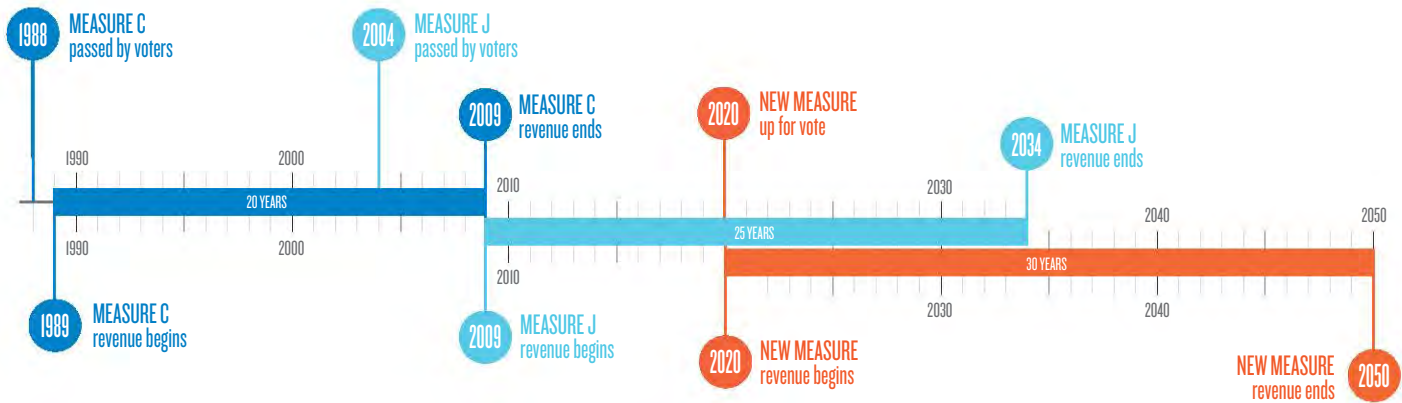 1988
MEASURE C
passed by voters
2004
MEASURE J
passed by voters
2009
MEASURE C
revenue ends
2020
NEW MEASURE
up for vote
2034
MEASURE J
revenue ends
1990
2000
2010
2030
2040
2050
20 YEARS
25 YEARS
30 YEARS
1990
2000
2010
2030
2040
1989
MEASURE C
revenue begins
2009
MEASURE J
revenue begins
2020
NEW MEASURE
revenue begins
NEW MEASURE
revenue ends
2050